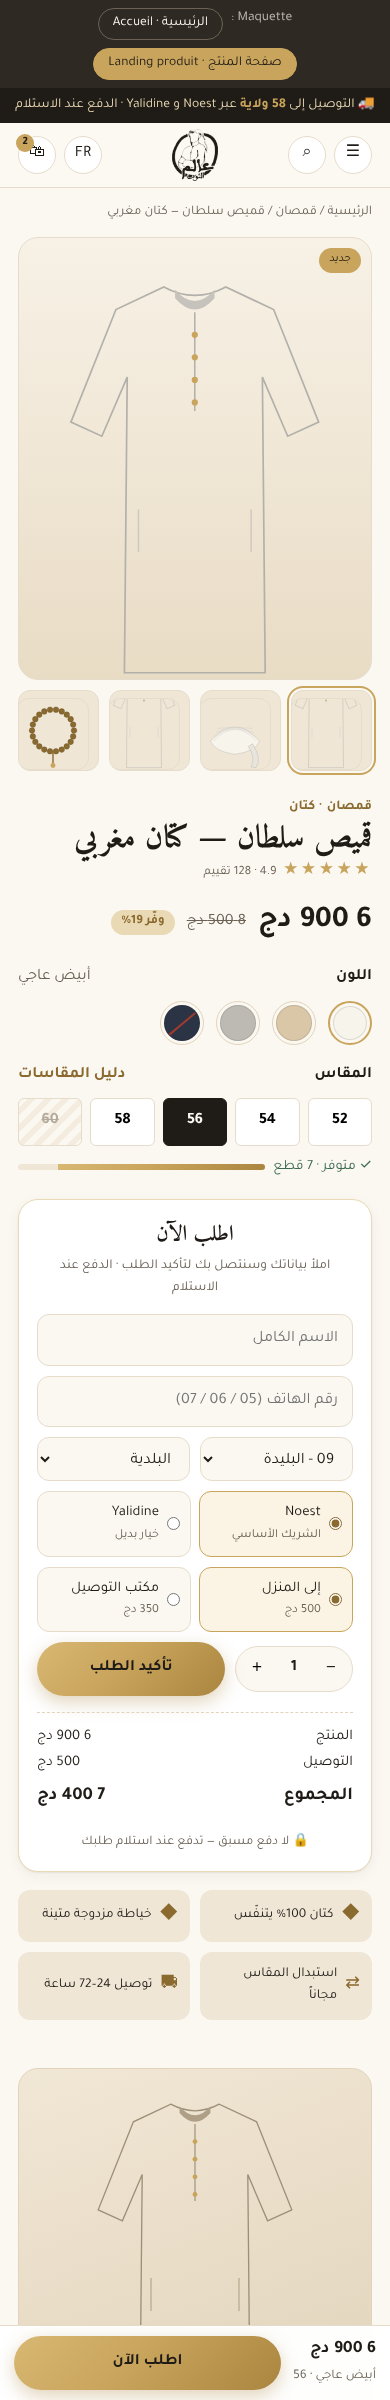 Maquette :
الرئيسية · Accueil
صفحة المنتج · Landing produit
🚚 التوصيل إلى 58 ولاية عبر Noest و Yalidine · الدفع عند الاستلام
☰
⌕
عالم
FR
2
الرئيسية / قمصان / قميص سلطان – كتان مغربي
جديد
قمصان · كتان
قميص سلطان — كتان مغربي
★★★★★ 4.9 · 128 تقييم
6 900 دج
8 500 دج
وفّر 19%
اللون
أبيض عاجي
المقاس
دليل المقاسات
52
54
56
58
60
✓ متوفر · 7 قطع
اطلب الآن
املأ بياناتك وسنتصل بك لتأكيد الطلب · الدفع عند
الاستلام
الاسم الكامل
رقم الهاتف (05 / 06 / 07)
09 - البليدة
البلدية
Noest
الشريك الأساسي
Yalidine
خيار بديل
إلى المنزل
500 دج
مكتب التوصيل
350 دج
− 1 +
تأكيد الطلب
المنتج
6 900 دج
التوصيل
500 دج
المجموع
7 400 دج
🔒 لا دفع مسبق – تدفع عند استلام طلبك
◆ كتان 100% يتنفّس
◆ خياطة مزدوجة متينة
⇄ استبدال المقاس
مجاناً
⛟ توصيل 24–72 ساعة
6 900 دج
أبيض عاجي · 56
اطلب الآن